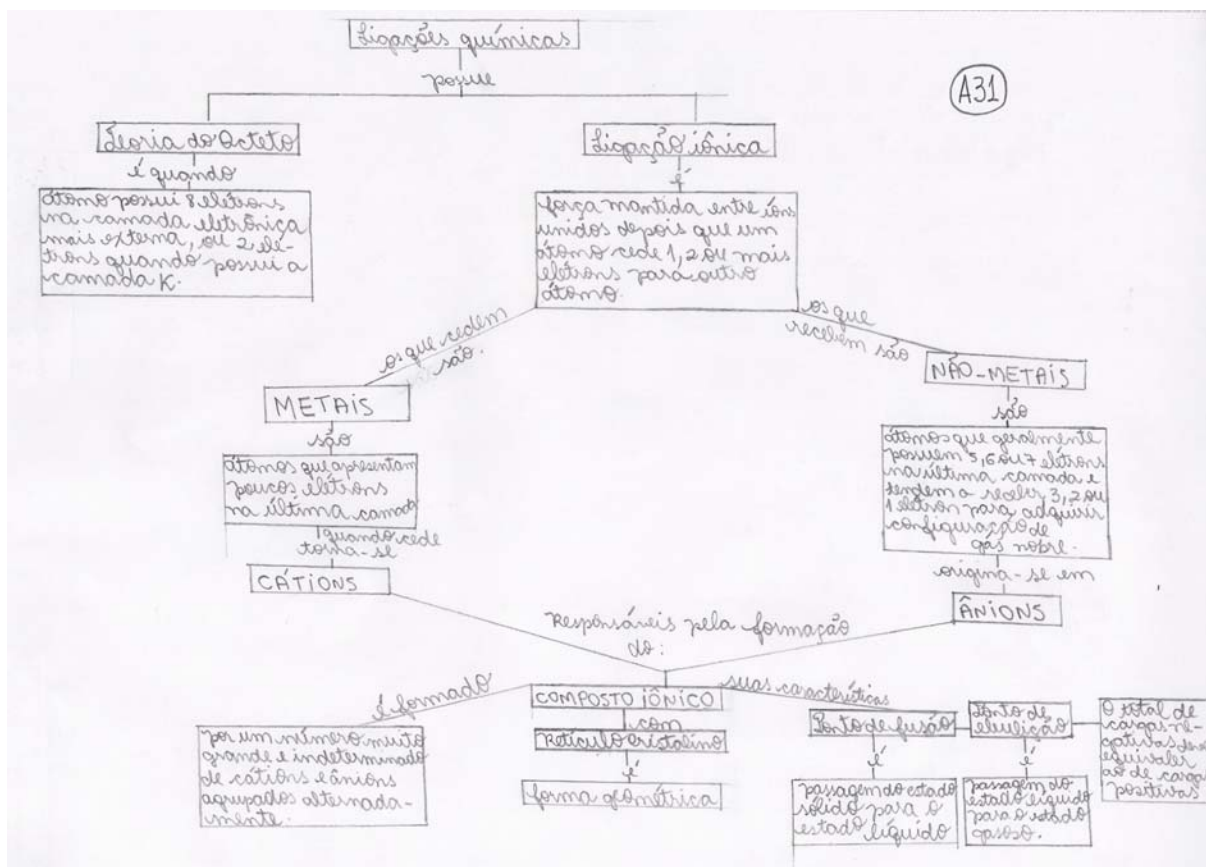 Ligações químicas
possue
A31
Teoria do Octeto
é quando
átomo possui 8 elétrons
na camada eletrônica
mais externa, ou 2 elé-
trons quando possui a
camada K.
Ligação iônica
é
força mantida entre íons
unidos depois que um
átomo cede 1, 2 ou mais
elétrons para outro
átomo.
os que cedem
são.
os que
recebem são
METAIS
são
átomos que apresentam
poucos elétrons
na última camada
quando cede
torna-se
CÁTIONS
NÃO-METAIS
são
átomos que geralmente
possuem 5, 6 ou 7 elétrons
na última camada e
tendem a receber 3, 2 ou
1 elétron para adquirir
configuração de
gás nobre.
origina-se em
ÂNIONS
Responsáveis pela formação
do:
COMPOSTO IÔNICO
é formado
por um número muito
grande e indeterminado
de cátions e ânions
agrupados alternada-
mente.
com
Retículo cristalino
é
forma geométrica
suas características
Ponto de fusão
é
passagem do estado
sólido para o
estado líquido
Ponto de
ebulição
é
passagem do
estado líquido
para o estado
gasoso.
O total de
cargas ne-
gativas deve
equivaler
ao de cargas
positivas